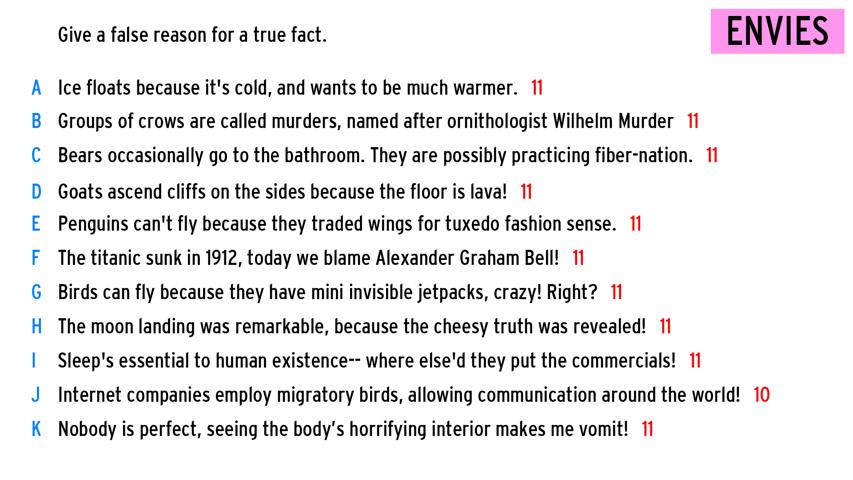 Give a false reason for a true fact.
ENVIES
A Ice floats because it's cold, and wants to be much warmer. 11
B Groups of crows are called murders, named after ornithologist Wilhelm Murder 11
C Bears occasionally go to the bathroom. They are possibly practicing fiber-nation. 11
D Goats ascend cliffs on the sides because the floor is lava! 11
E Penguins can't fly because they traded wings for tuxedo fashion sense. 11
F The titanic sunk in 1912, today we blame Alexander Graham Bell! 11
G Birds can fly because they have mini invisible jetpacks, crazy! Right? 11
H The moon landing was remarkable, because the cheesy truth was revealed! 11
I Sleep's essential to human existence-- where else'd they put the commercials! 11
J Internet companies employ migratory birds, allowing communication around the world! 10
K Nobody is perfect, seeing the body’s horrifying interior makes me vomit! 11